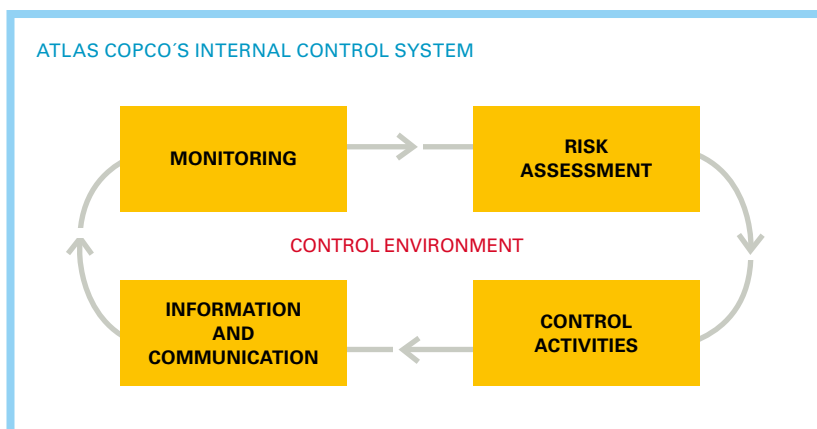 ATLAS COPCO´S INTERNAL CONTROL SYSTEM
MONITORING
RISK
ASSESSMENT
CONTROL ENVIRONMENT
INFORMATION
AND
COMMUNICATION
CONTROL
ACTIVITIES